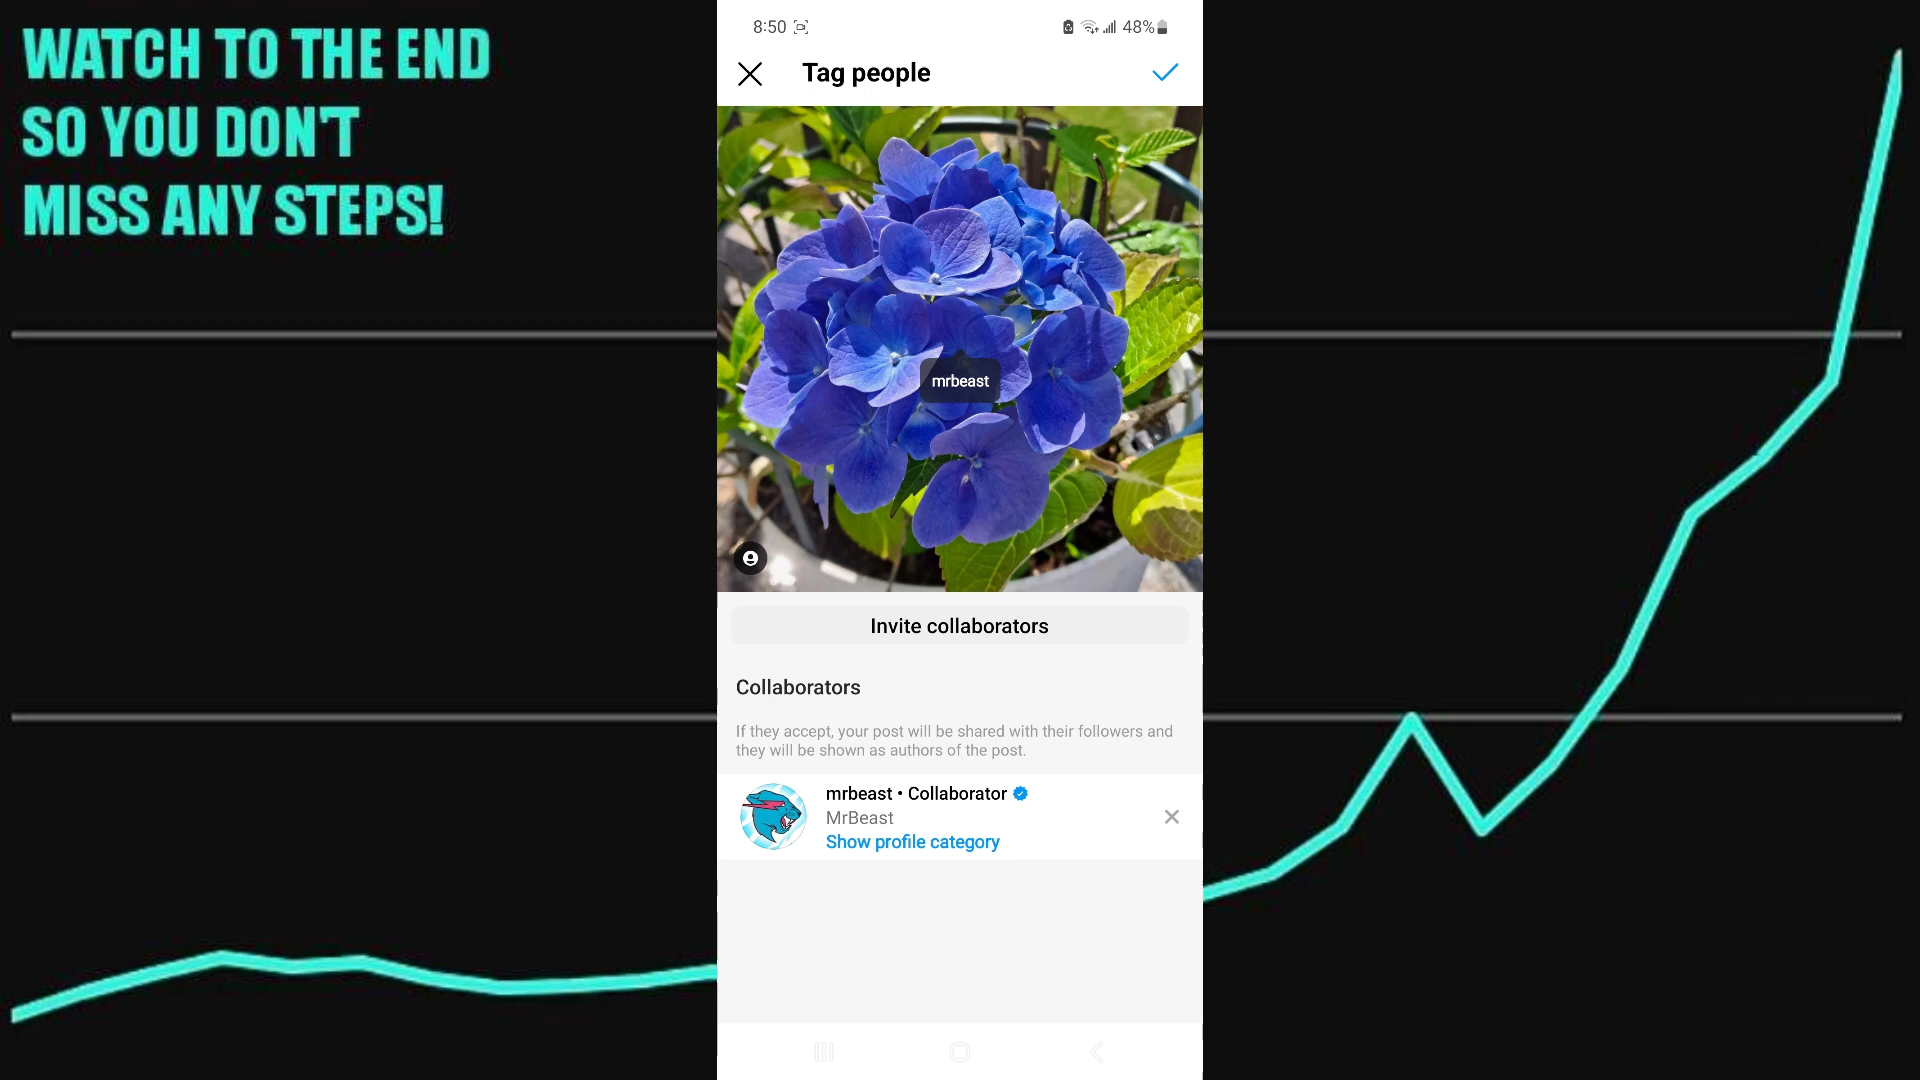 WATCH TO THE END
SO YOU DON'T
MISS ANY STEPS!
8:50
48%
Tag people
mrbeast
Invite collaborators
Collaborators
If they accept, your post will be shared with their followers and
they will be shown as authors of the post.
mrbeast • Collaborator
MrBeast
Show profile category